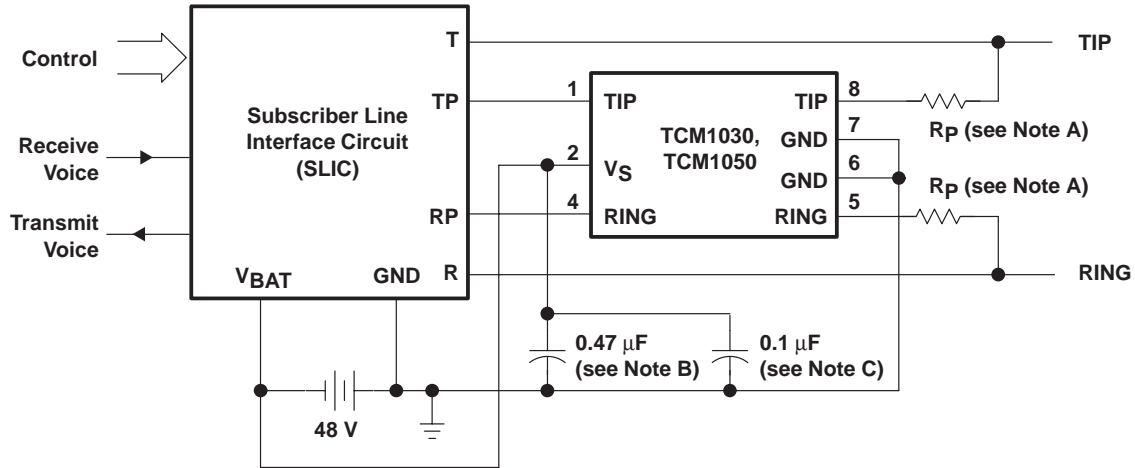 Control
Receive
Voice
Transmit
Voice
Subscriber Line
Interface Circuit
(SLIC)
T
TP
RP
R
VBAT
GND
48 V
1
2
4
TIP
VS
RING
TCM1030,
TCM1050
TIP
GND
GND
RING
8
7
6
5
RP (see Note A)
RP (see Note A)
TIP
RING
0.47 μF
(see Note B)
0.1 μF
(see Note C)